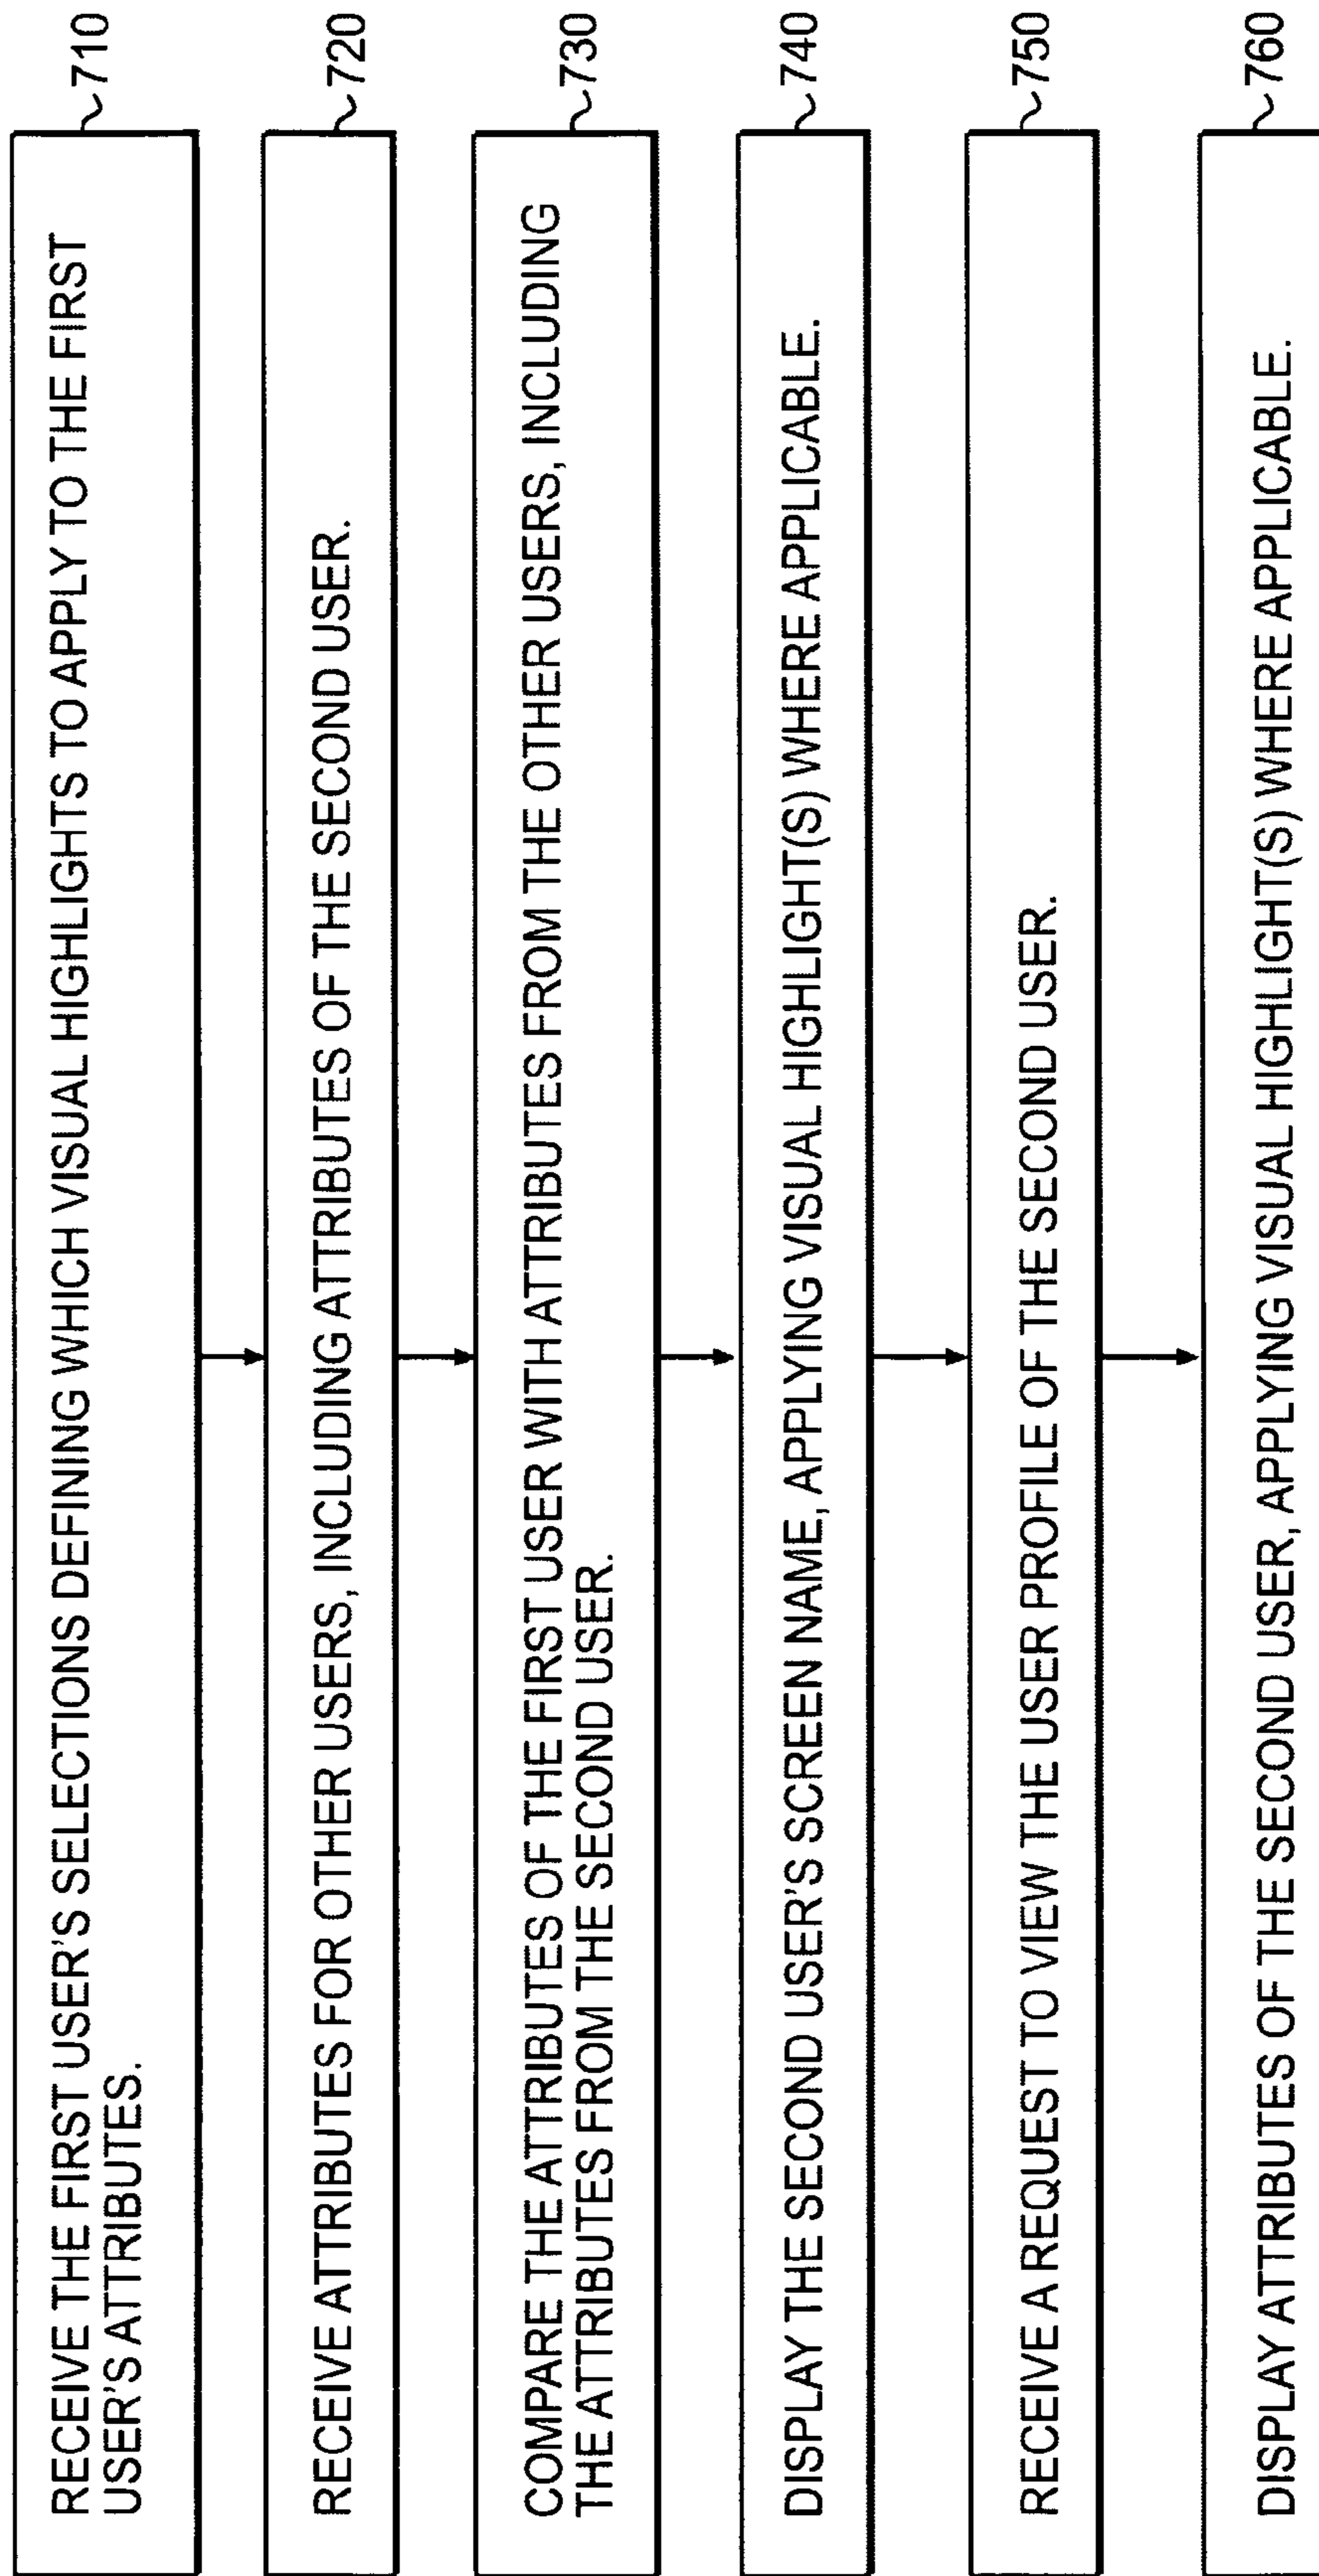 RECEIVE THE FIRST USER'S SELECTIONS DEFINING WHICH VISUAL HIGHLIGHTS TO APPLY TO THE FIRST
USER'S ATTRIBUTES.
710
RECEIVE ATTRIBUTES FOR OTHER USERS, INCLUDING ATTRIBUTES OF THE SECOND USER.
720
COMPARE THE ATTRIBUTES OF THE FIRST USER WITH ATTRIBUTES FROM THE OTHER USERS, INCLUDING
THE ATTRIBUTES FROM THE SECOND USER.
730
DISPLAY THE SECOND USER'S SCREEN NAME, APPLYING VISUAL HIGHLIGHT(S) WHERE APPLICABLE.
740
RECEIVE A REQUEST TO VIEW THE USER PROFILE OF THE SECOND USER.
750
DISPLAY ATTRIBUTES OF THE SECOND USER, APPLYING VISUAL HIGHLIGHT(S) WHERE APPLICABLE.
760